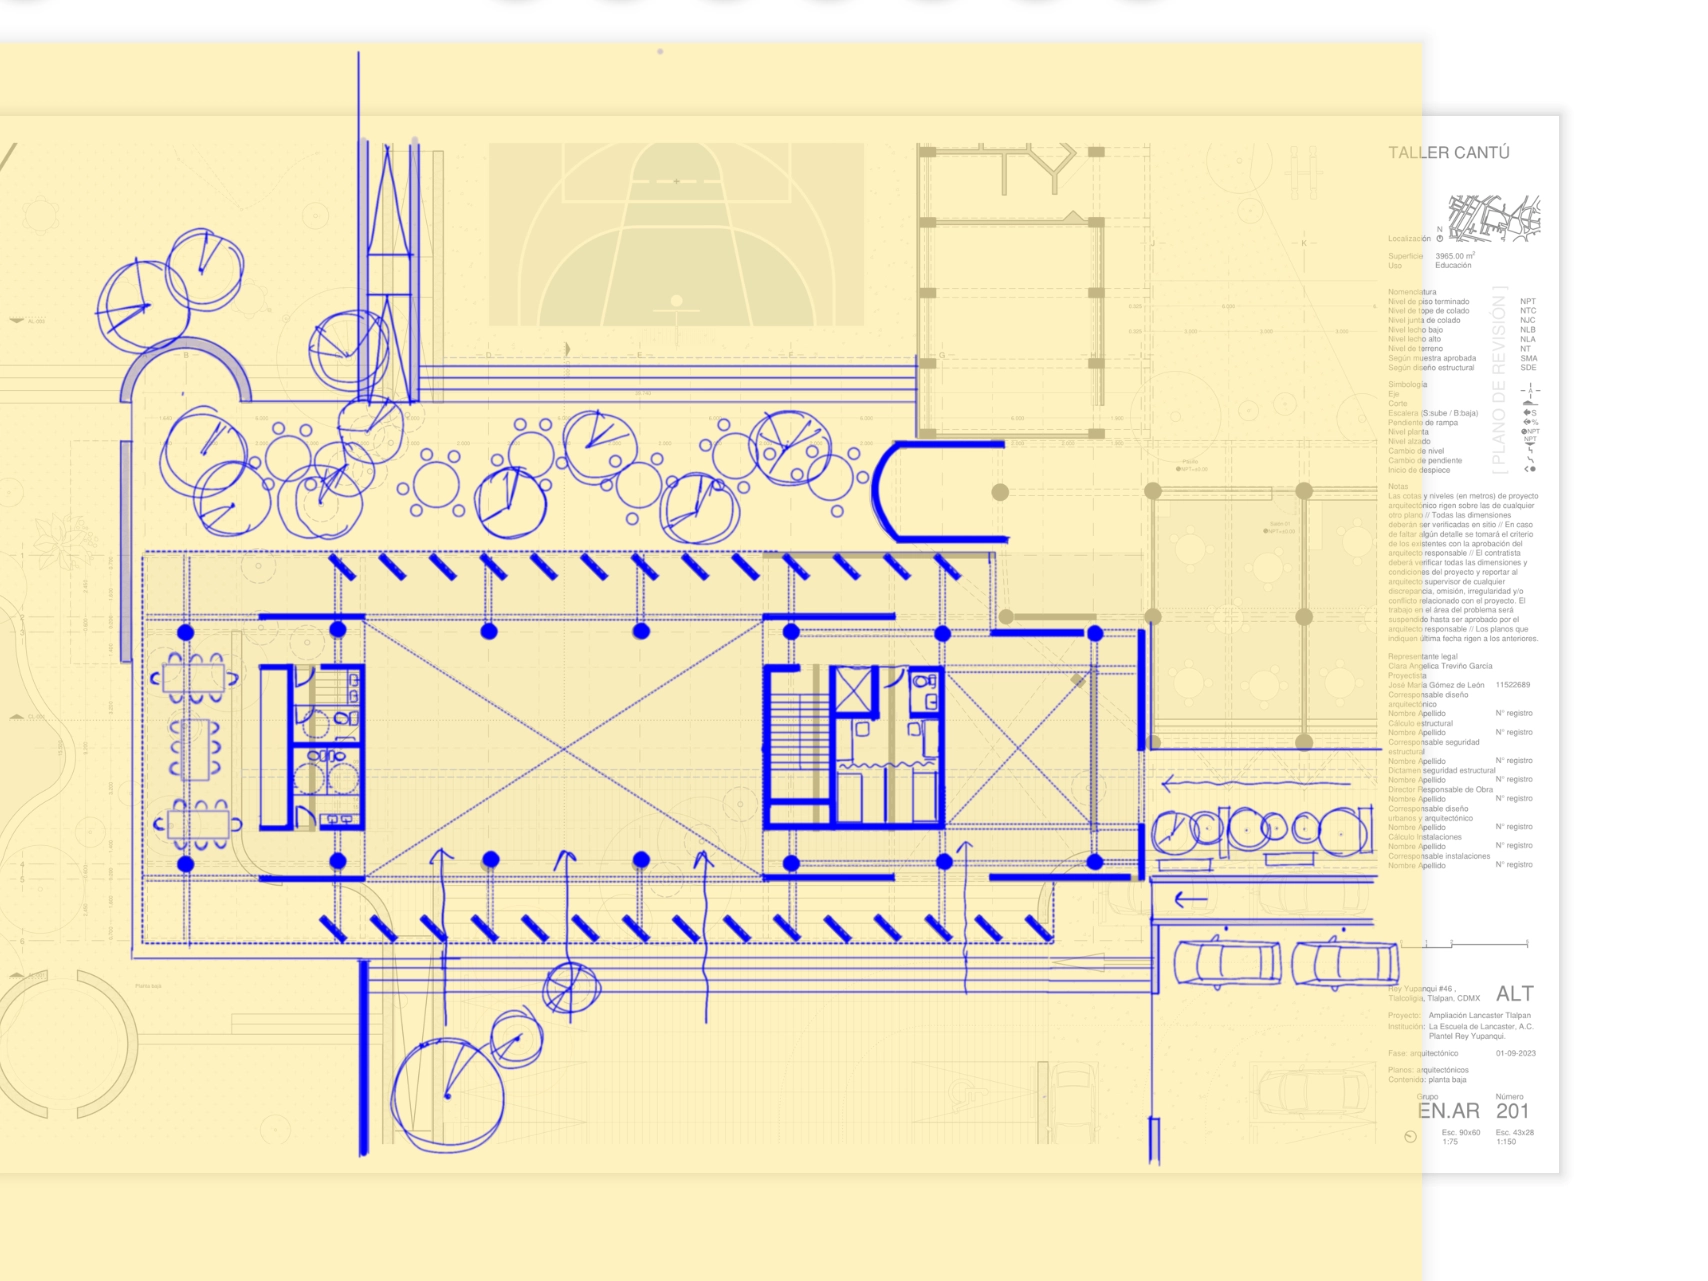 TALLER CANTÚ
N
Localización
Superficie 3965.00 m²
Uso Educación
Nomenclatura
Nivel de piso terminado NPT
Nivel de tope de colado NTC
Nivel junta de colado NJC
Nivel lecho bajo NLB
Nivel lecho alto NLA
Nivel de terreno NT
Según muestra aprobada SMA
Según diseño estructural SDE
[ PLANO DE REVISIÓN ]
Simbología
Eje
Corte
Escalera (S:sube / B:baja) S
Pendiente de rampa %
Nivel planta NPT
Nivel alzado NPT
Cambio de nivel
Cambio de pendiente
Inicio de despiece
Notas
Las cotas y niveles (en metros) de proyecto
arquitectónico rigen sobre las de cualquier
otro plano // Todas las dimensiones
deberán ser verificadas en sitio // En caso
de faltar algún detalle se tomará el criterio
de los existentes con la aprobación del
arquitecto responsable // El contratista
deberá verificar todas las dimensiones y
condiciones del proyecto y reportar al
arquitecto supervisor de cualquier
discrepancia, omisión, irregularidad y/o
conflicto relacionado con el proyecto. El
trabajo en el área del problema será
suspendido hasta ser aprobado por el
arquitecto responsable // Los planos que
indiquen última fecha rigen a los anteriores.
Representante legal
Clara Angelica Treviño García
Proyectista
José María Gómez de León 11522689
Corresponsable diseño
arquitectónico
Nombre Apellido N° registro
Cálculo estructural
Nombre Apellido N° registro
Corresponsable seguridad
estructural
Nombre Apellido N° registro
Dictamen seguridad estructural
Nombre Apellido N° registro
Director Responsable de Obra
Nombre Apellido N° registro
Corresponsable diseño
urbanos y arquitectónico
Nombre Apellido N° registro
Cálculo Instalaciones
Nombre Apellido N° registro
Corresponsable instalaciones
Nombre Apellido N° registro
Rey Yupanqui #46 ,
Tlalcoligia, Tlalpan, CDMX
ALT
Proyecto: Ampliación Lancaster Tlalpan
Institución: La Escuela de Lancaster, A.C.
Plantel Rey Yupanqui.
Fase: arquitectónico 01-09-2023
Planos: arquitectónicos
Contenido: planta baja
Grupo Número
EN.AR 201
Esc. 90x60 Esc. 43x28
1:75 1:150
Planta baja
B
D
E
F
G
J
K